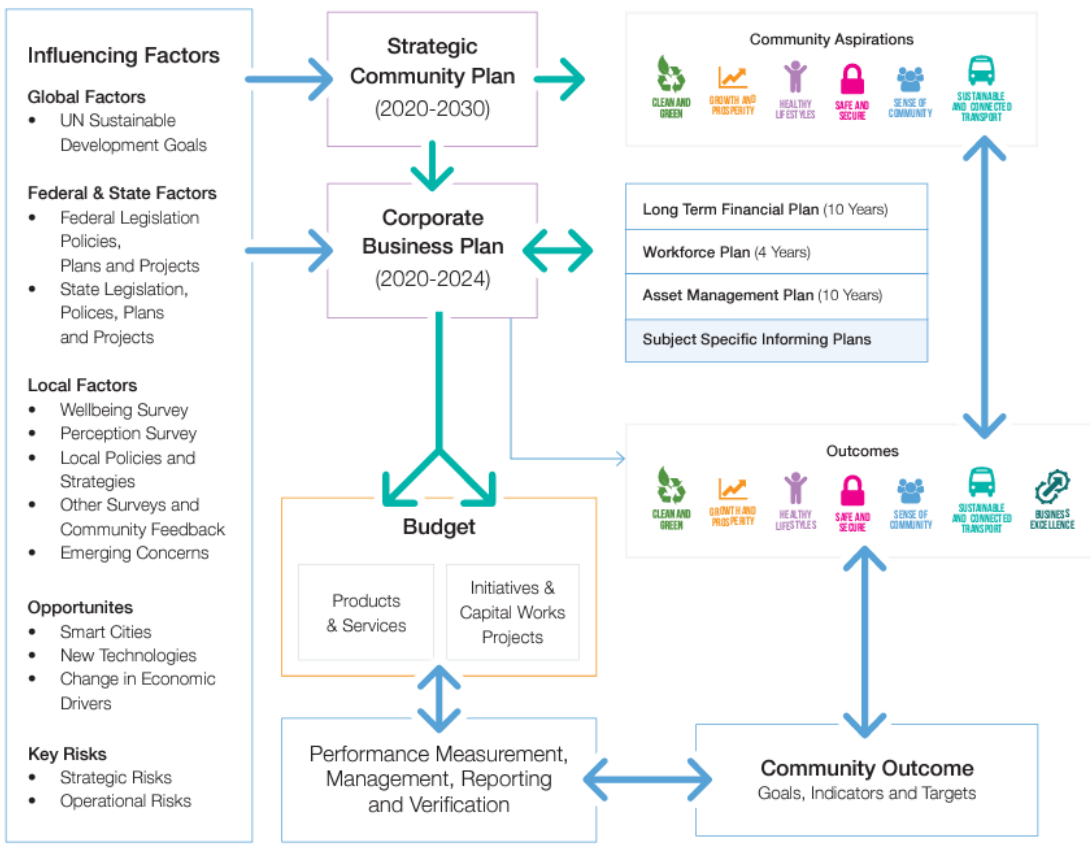 Influencing Factors
Global Factors
• UN Sustainable
Development Goals
Federal & State Factors
• Federal Legislation
Policies,
Plans and Projects
• State Legislation,
Polices, Plans
and Projects
Local Factors
• Wellbeing Survey
• Perception Survey
• Local Policies and
Strategies
• Other Surveys and
Community Feedback
• Emerging Concerns
Opportunites
• Smart Cities
• New Technologies
• Change in Economic
Drivers
Key Risks
• Strategic Risks
• Operational Risks
Strategic
Community Plan
(2020-2030)
Community Aspirations
CLEAN AND
GREEN
GROWTH AND
PROSPERITY
HEALTHY
LIFESTYLES
SAFE AND
SECURE
SENSE OF
COMMUNITY
SUSTAINABLE
AND CONNECTED
TRANSPORT
Corporate
Business Plan
(2020-2024)
Long Term Financial Plan (10 Years)
Workforce Plan (4 Years)
Asset Management Plan (10 Years)
Subject Specific Informing Plans
Outcomes
CLEAN AND
GREEN
GROWTH AND
PROSPERITY
HEALTHY
LIFESTYLES
SAFE AND
SECURE
SENSE OF
COMMUNITY
SUSTAINABLE
AND CONNECTED
TRANSPORT
BUSINESS
EXCELLENCE
Budget
Products
& Services
Initiatives &
Capital Works
Projects
Performance Measurement,
Management, Reporting
and Verification
Community Outcome
Goals, Indicators and Targets